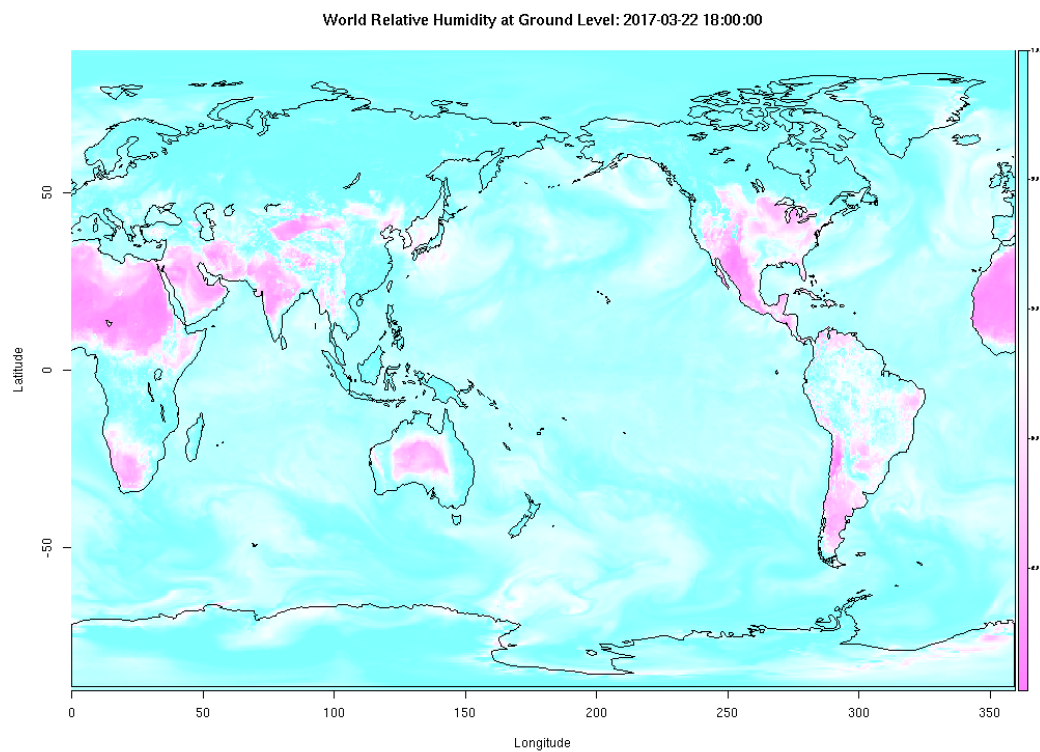 World Relative Humidity at Ground Level: 2017-03-22 18:00:00
50
0
-50
Latitude
0 50 100 150 200 250 300 350
Longitude